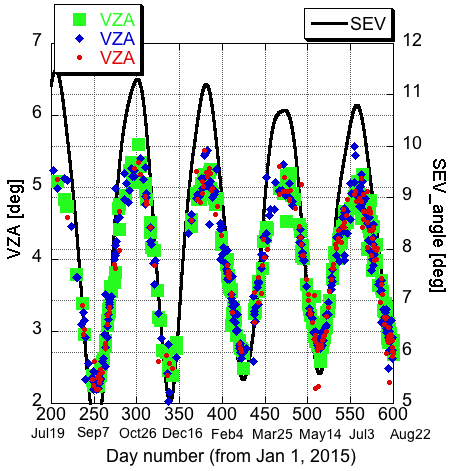 VZA
VZA
VZA
SEV
7
6
5
4
3
2
VZA [deg]
12
11
10
9
8
7
6
5
SEV_angle [deg]
200 250 300 350 400 450 500 550 600
Jul19 Sep7 Oct26 Dec16 Feb4 Mar25 May14 Jul3 Aug22
Day number (from Jan 1, 2015)